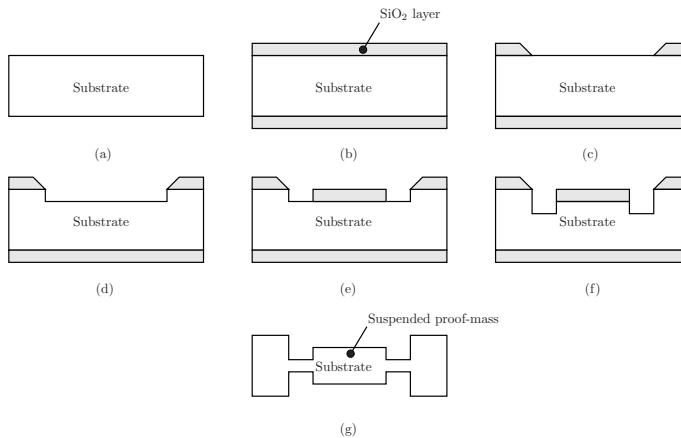 SiO₂ layer
Substrate
Substrate
Substrate
(a)
(b)
(c)
Substrate
Substrate
Substrate
(d)
(e)
(f)
Suspended proof-mass
Substrate
(g)